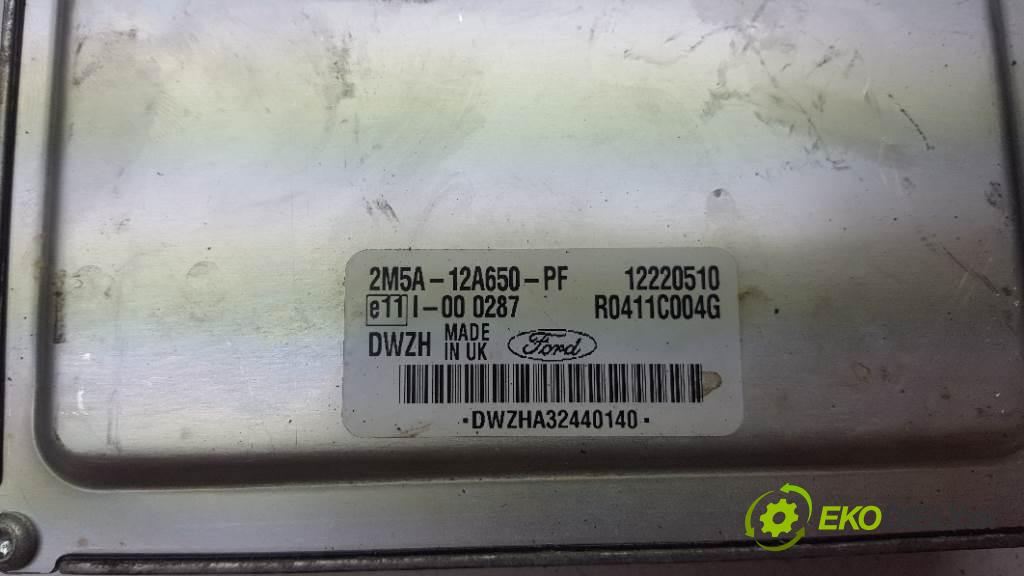 2M5A-12A650-PF 12220510
e11 I-00 0287 R0411C004G
DWZH MADE IN UK Ford
·DWZHA32440140·
EKO